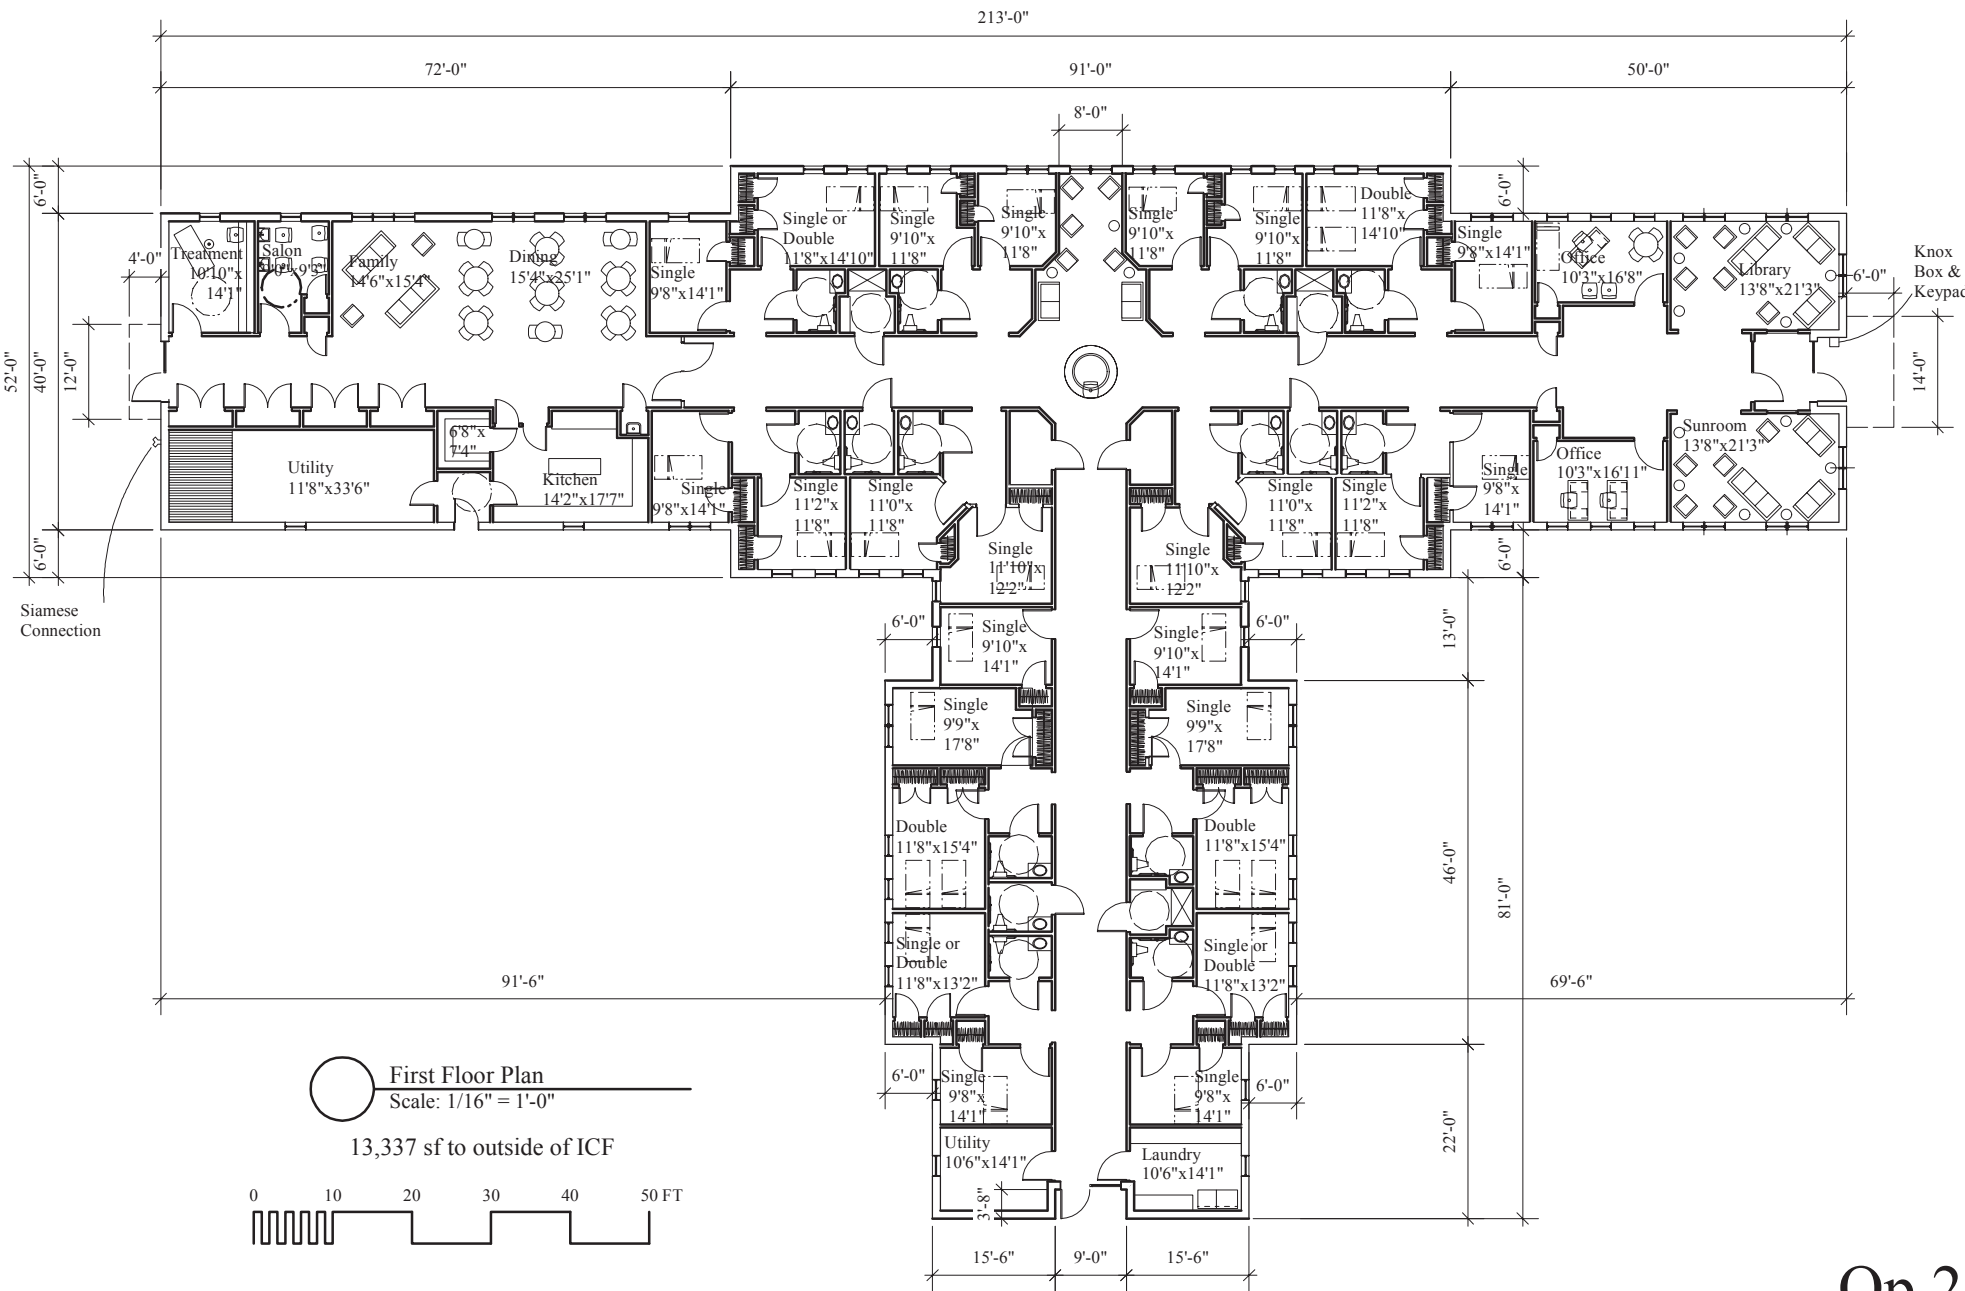 213'-0"
72'-0"
91'-0"
50'-0"
8'-0"
6'-0"
6'-0"
4'-0"
52'-0"
40'-0"
12'-0"
6'-0"
Treatment
10'10"x
14'1"
Salon
Family
14'6"x15'4"
Dining
15'4"x25'1"
Single
9'8"x14'1"
Single or
Double
11'8"x14'10"
Single
9'10"x
11'8"
Single
9'10"x
11'8"
Single
9'10"x
11'8"
Single
9'10"x
11'8"
Double
11'8"x
14'10"
Single
9'8"x14'1"
Office
10'3"x16'8"
Library
13'8"x21'3"
6'-0"
Knox
Box &
Keypad
14'-0"
Utility
11'8"x33'6"
6'8"x
7'4"
Kitchen
14'2"x17'7"
Single
9'8"x14'1"
Single
11'2"x
11'8"
Single
11'0"x
11'8"
Single
11'10"x
12'2"
Single
11'10"x
12'2"
Single
11'0"x
11'8"
Single
11'2"x
11'8"
Single
9'8"x
14'1"
Office
10'3"x16'11"
Sunroom
13'8"x21'3"
6'-0"
Siamese
Connection
6'-0"
Single
9'10"x
14'1"
Single
9'10"x
14'1"
6'-0"
13'-0"
Single
9'9"x
17'8"
Single
9'9"x
17'8"
Double
11'8"x15'4"
Double
11'8"x15'4"
46'-0"
81'-0"
Single or
Double
11'8"x13'2"
Single or
Double
11'8"x13'2"
91'-6"
69'-6"
6'-0"
Single
9'8"x
14'1"
Single
9'8"x
14'1"
6'-0"
22'-0"
Utility
10'6"x14'1"
Laundry
10'6"x14'1"
3'-8"
15'-6"
9'-0"
15'-6"
First Floor Plan
Scale: 1/16" = 1'-0"
13,337 sf to outside of ICF
0 10 20 30 40 50 FT
Op 2